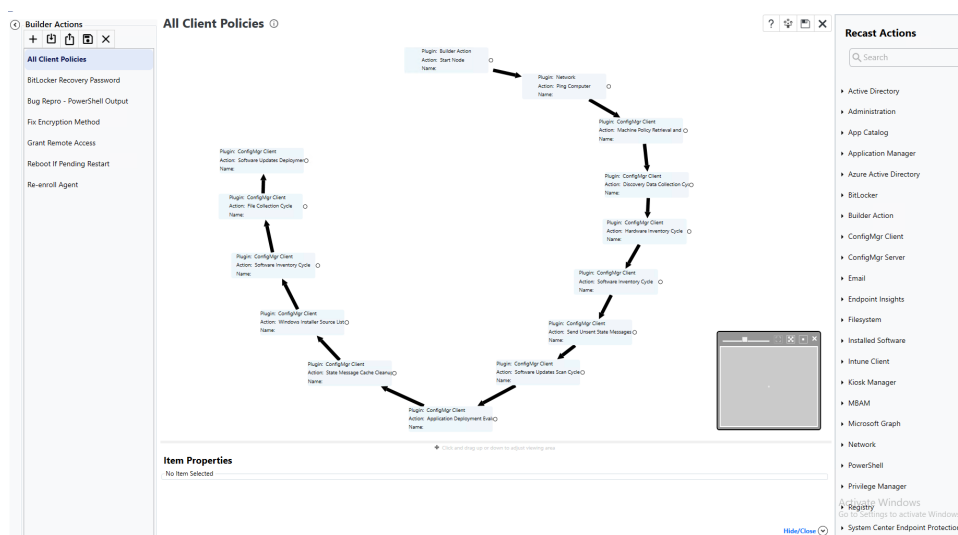 Builder Actions
All Client Policies
BitLocker Recovery Password
Bug Repro - PowerShell Output
Fix Encryption Method
Grant Remote Access
Reboot If Pending Restart
Re-enroll Agent
All Client Policies
Plugin: Builder Action
Action: Start Node
Name:
Plugin: Network
Action: Ping Computer
Name:
Plugin: ConfigMgr Client
Action: Machine Policy Retrieval and
Name:
Plugin: ConfigMgr Client
Action: Discovery Data Collection Cyc
Name:
Plugin: ConfigMgr Client
Action: Hardware Inventory Cycle
Name:
Plugin: ConfigMgr Client
Action: Software Inventory Cycle
Name:
Plugin: ConfigMgr Client
Action: Send Unsent State Messages
Name:
Plugin: ConfigMgr Client
Action: Software Updates Scan Cycle
Name:
Plugin: ConfigMgr Client
Action: Application Deployment Eval
Name:
Plugin: ConfigMgr Client
Action: State Message Cache Cleanup
Name:
Plugin: ConfigMgr Client
Action: Windows Installer Source List
Name:
Plugin: ConfigMgr Client
Action: Software Inventory Cycle
Name:
Plugin: ConfigMgr Client
Action: File Collection Cycle
Name:
Plugin: ConfigMgr Client
Action: Software Updates Deploymen
Name:
Click and drag up or down to adjust viewing area
Item Properties
No Item Selected
Hide/Close
Recast Actions
Search
Active Directory
Administration
App Catalog
Application Manager
Azure Active Directory
BitLocker
Builder Action
ConfigMgr Client
ConfigMgr Server
Email
Endpoint Insights
Filesystem
Installed Software
Intune Client
Kiosk Manager
MBAM
Microsoft Graph
Network
PowerShell
Privilege Manager
Activate Windows
Registry
Go to Settings to activate Windows
System Center Endpoint Protection